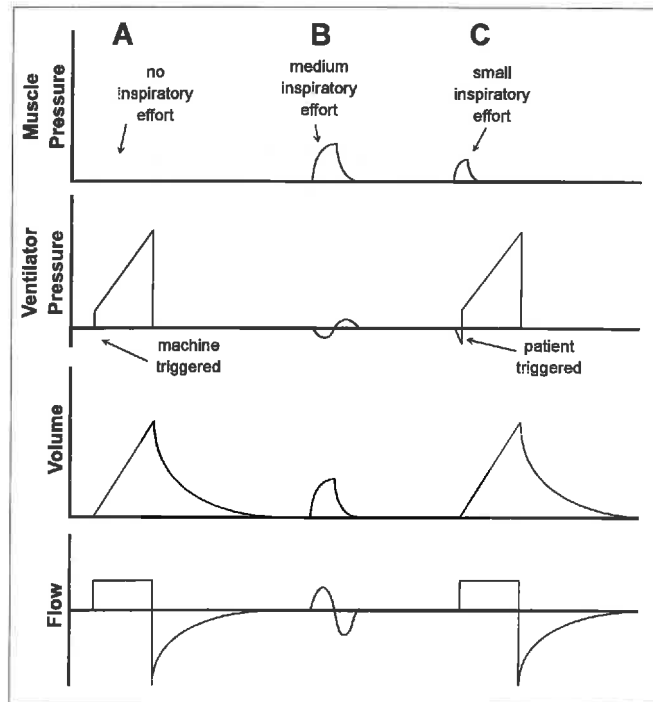 A B C
no
inspiratory
effort
medium
inspiratory
effort
small
inspiratory
effort
Muscle
Pressure
Ventilator
Pressure
machine
triggered
patient
triggered
Volume
Flow